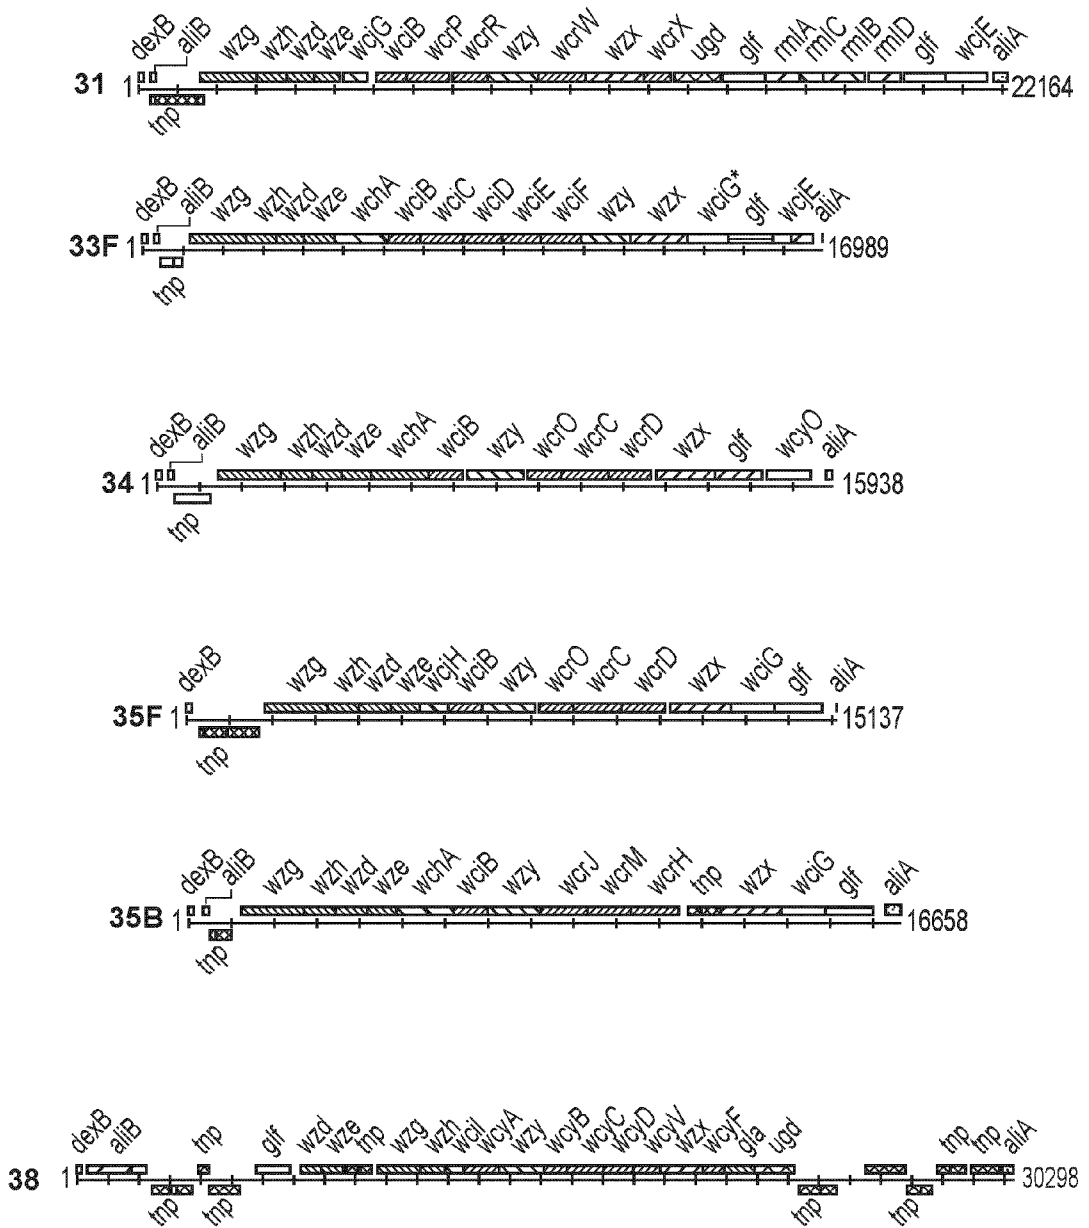 dexB aliB wzg wzh wzd wze wcjG wciB wcrP wcrR wzy wcrW wzx wcrX ugd glf rmlA rmlC rmlB rmlD glf wcjE aliA
31 1 22164
tnp
dexB aliB wzg wzh wzd wze wchA wciB wciC wciD wciE wciF wzy wzx wciG* glf wcjE aliA
33F 1 16989
tnp
dexB aliB wzg wzh wzd wze wchA wciB wzy wcrO wcrC wcrD wzx glf wcyO aliA
34 1 15938
tnp
dexB wzg wzh wzd wze wcjH wciB wzy wcrO wcrC wcrD wzx wciG glf aliA
35F 1 15137
tnp
dexB aliB wzg wzh wzd wze wchA wciB wzy wcrJ wcrM wcrH tnp wzx wciG glf aliA
35B 1 16658
tnp
dexB aliB tnp glf wzd wze tnp wzg wzh wciI wcyA wzy wcyB wcyC wcyD wcyV wzx wcyF gla ugd tnp tnp aliA
38 1 30298
tnp tnp tnp tnp